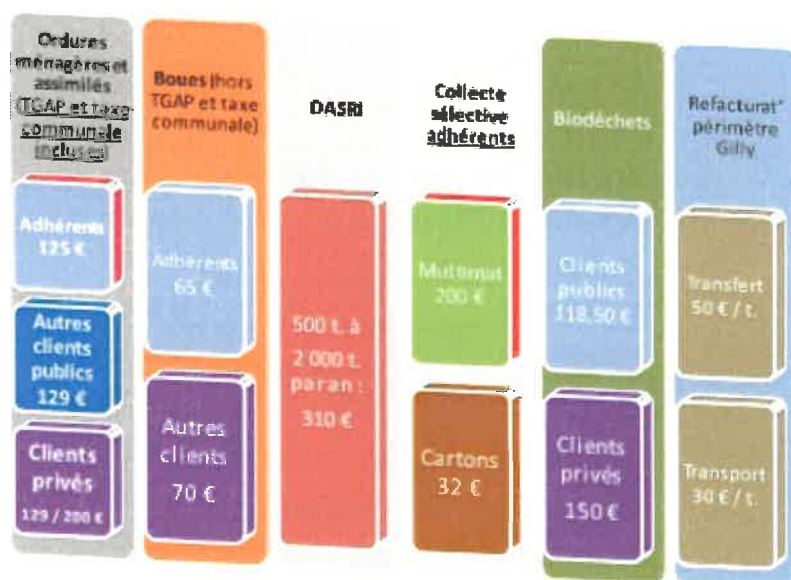 Ordures
ménagères et
assimilés
(TGAP et taxe
communale
incluses)
Adhérents
125 €
Autres
clients
publics
129 €
Clients
privés
129 / 200 €
Boues (hors
TGAP et taxe
communale)
Adhérents
65 €
Autres
clients
70 €
DASRI
500 t. à
2 000 t.
par an :
310 €
Collecte
sélective
adhérents
Multimat
200 €
Cartons
32 €
Biodéchets
Clients
publics
118,50 €
Clients
privés
150 €
Refacturat°
périmètre
Gilly
Transfert
50 € / t.
Transport
30 € / t.